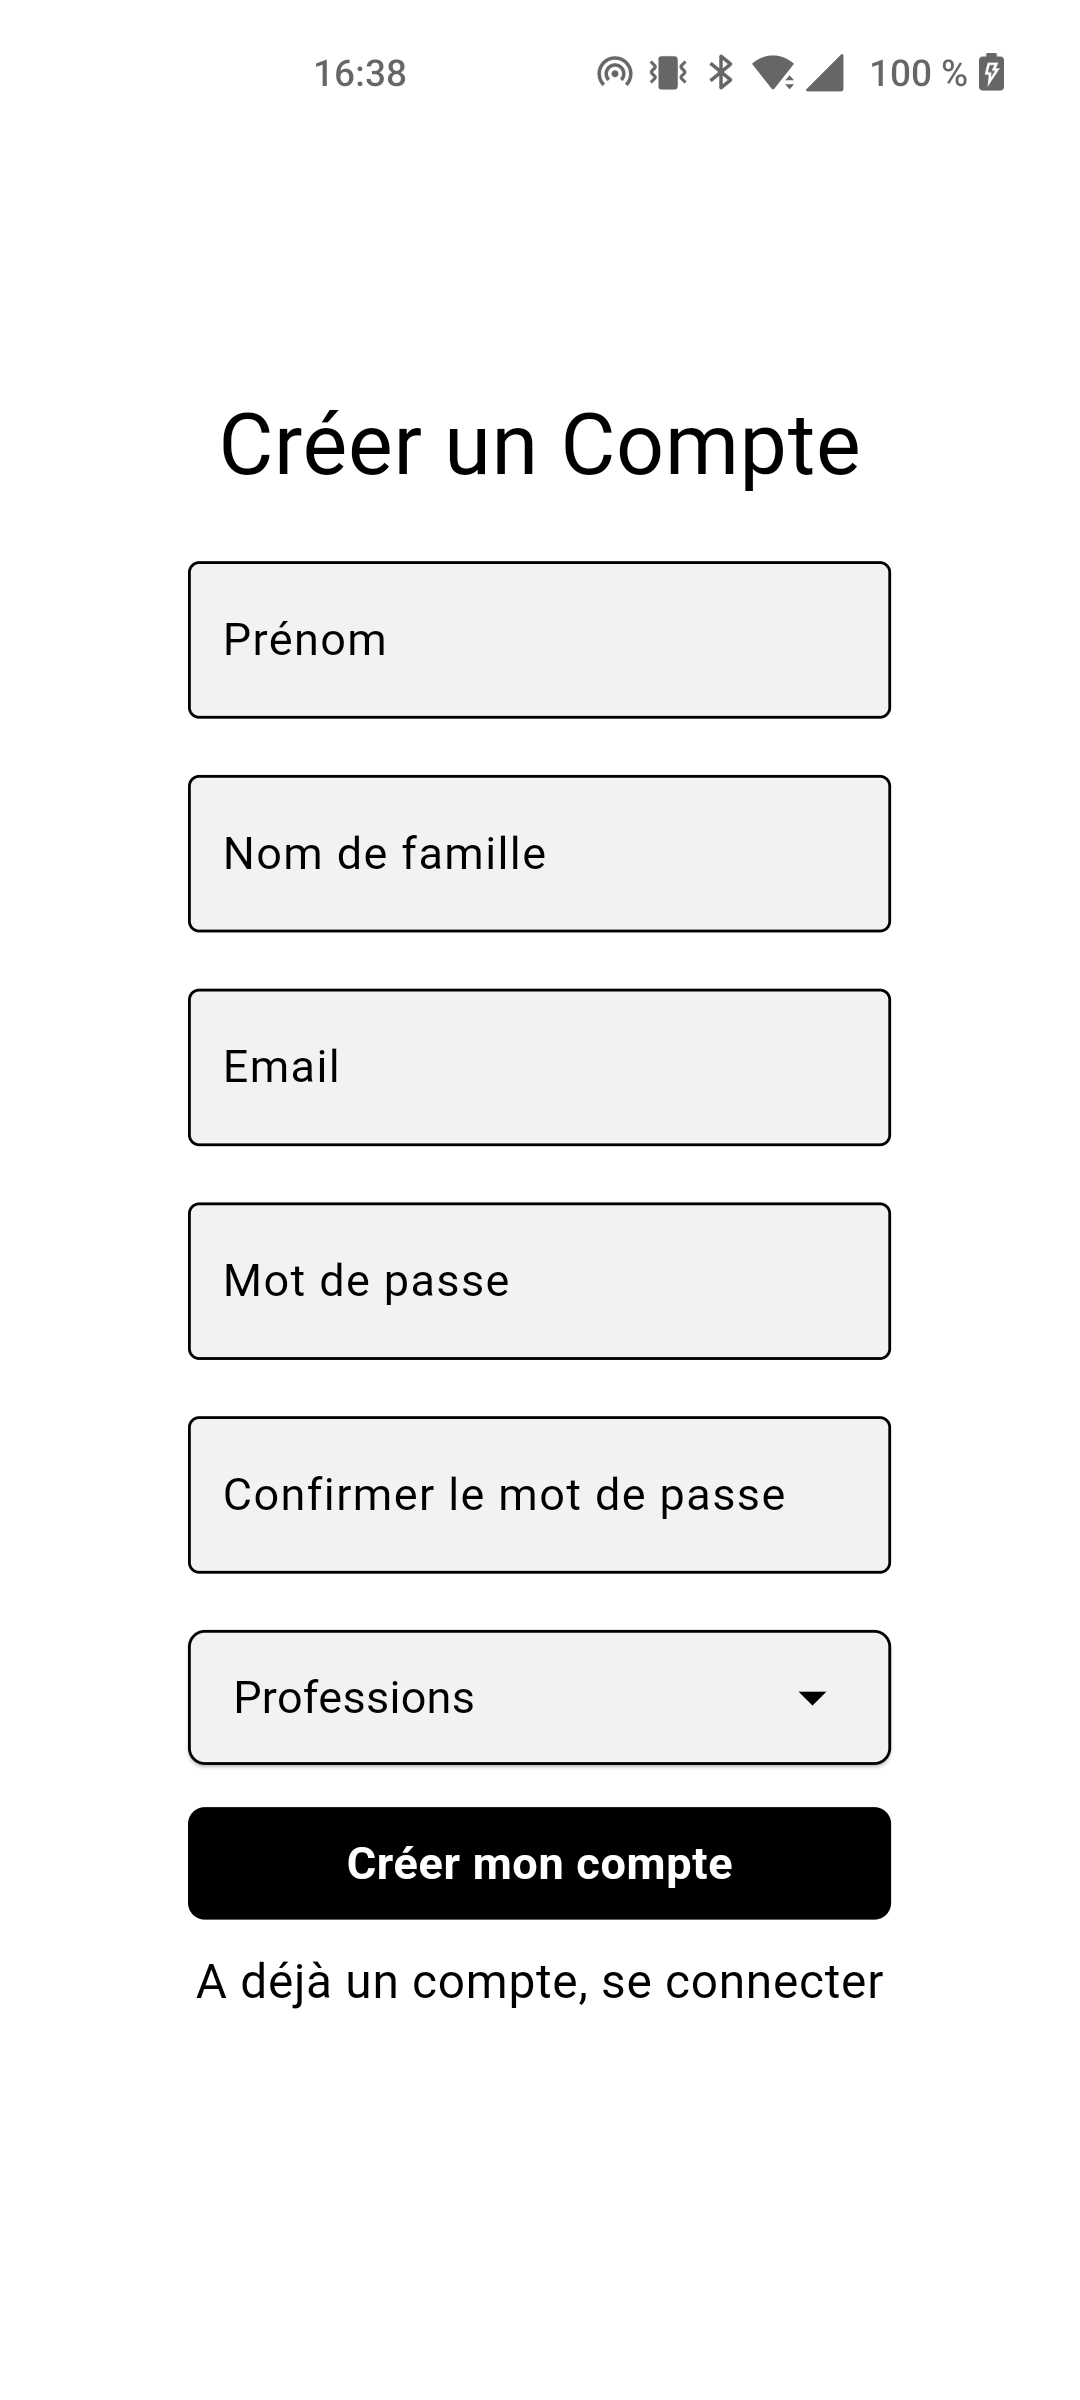 16:38 100 %
Créer un Compte
Prénom
Nom de famille
Email
Mot de passe
Confirmer le mot de passe
Professions
Créer mon compte
A déjà un compte, se connecter